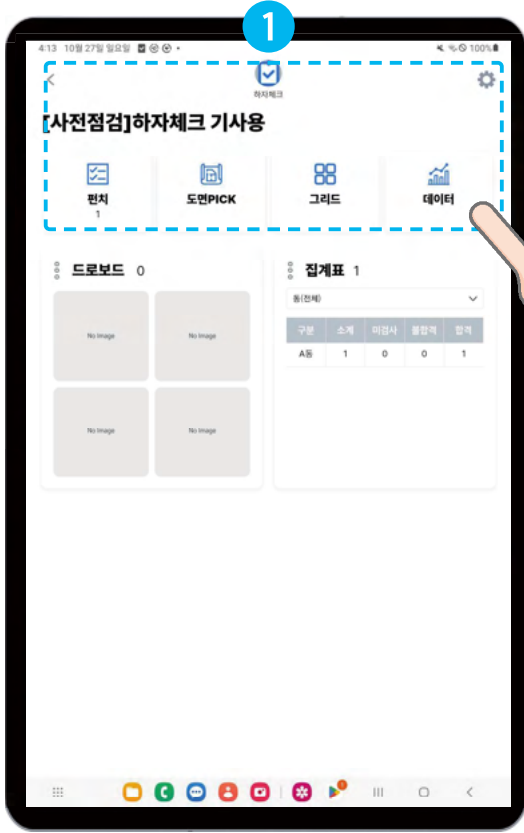 1
4:13 10월 27일 일요일
100%
하자체크
[사전점검]하자체크 기사용
편치 도면PICK 그리드 데이터
1
드로보드 0
집계표 1
동(전체)
구분 소계 미검사 불합격 합격
A동 1 0 0 1
No Image No Image
No Image No Image